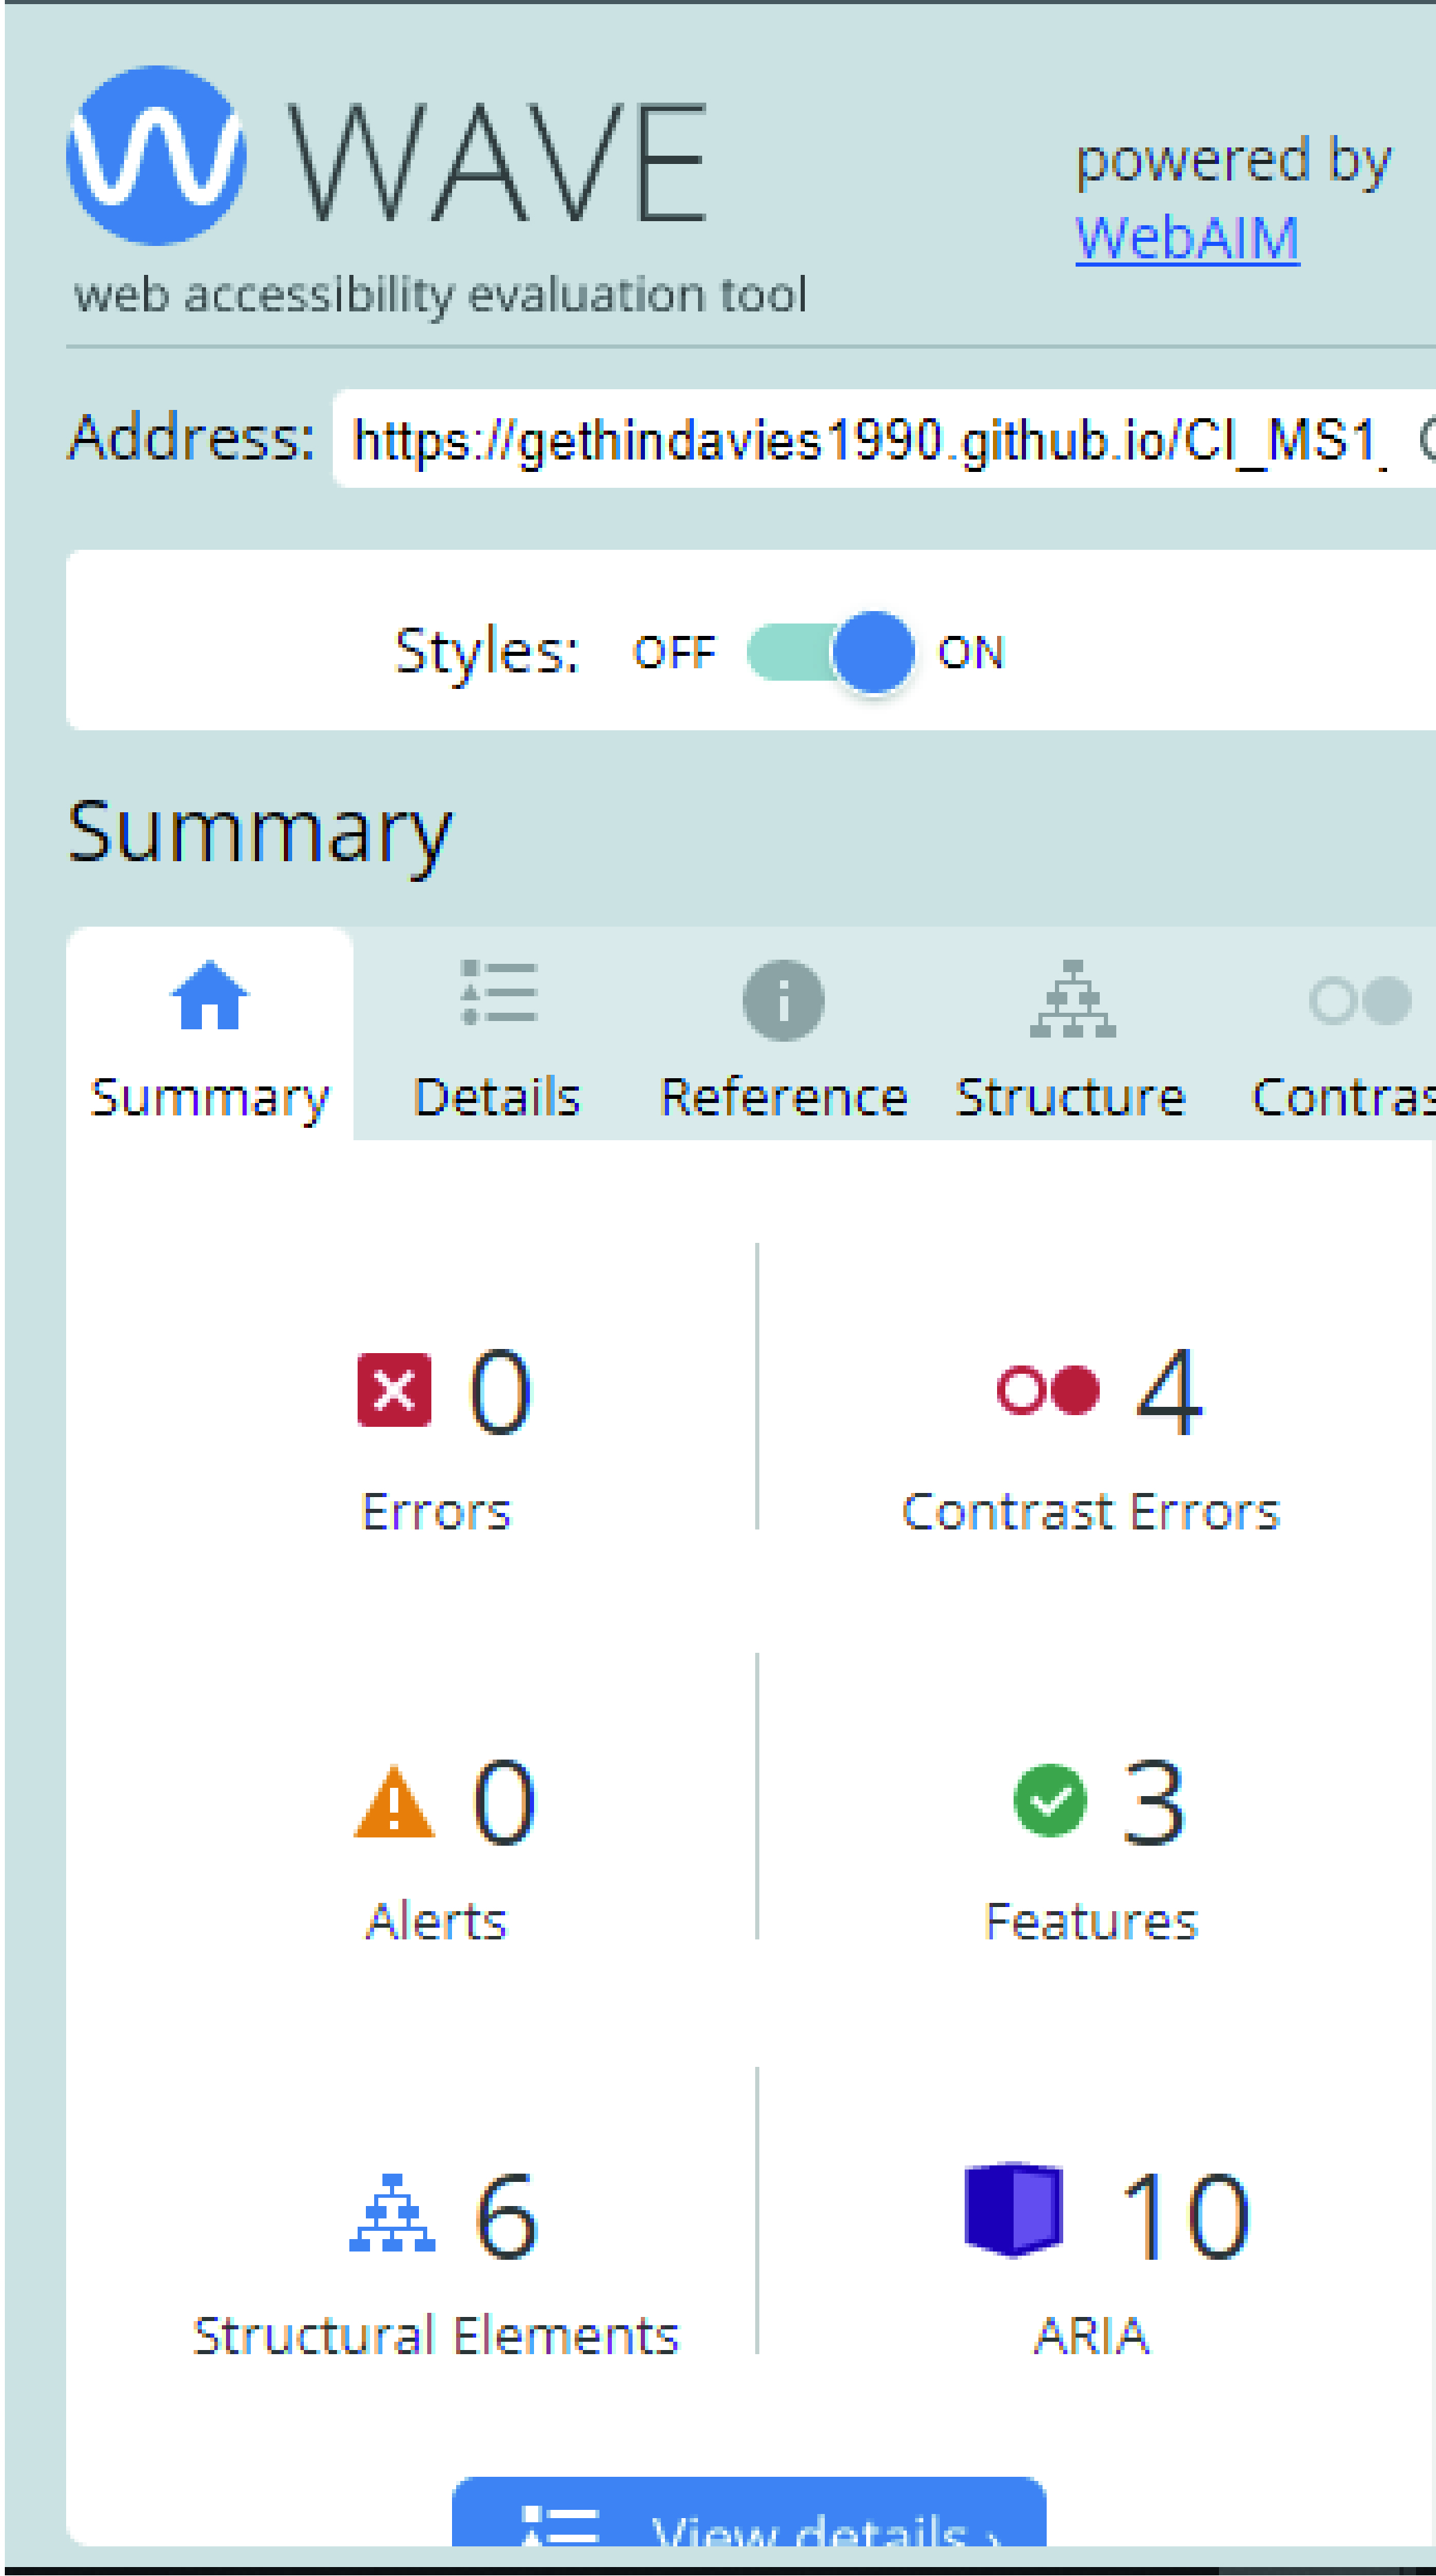 WAVE
powered by
WebAIM
web accessibility evaluation tool
Address: https://gethindavies1990.github.io/CI_MS1_
Styles: OFF ON
Summary
Summary Details Reference Structure Contras
0 4
Errors Contrast Errors
0 3
Alerts Features
6 10
Structural Elements ARIA
View details ›